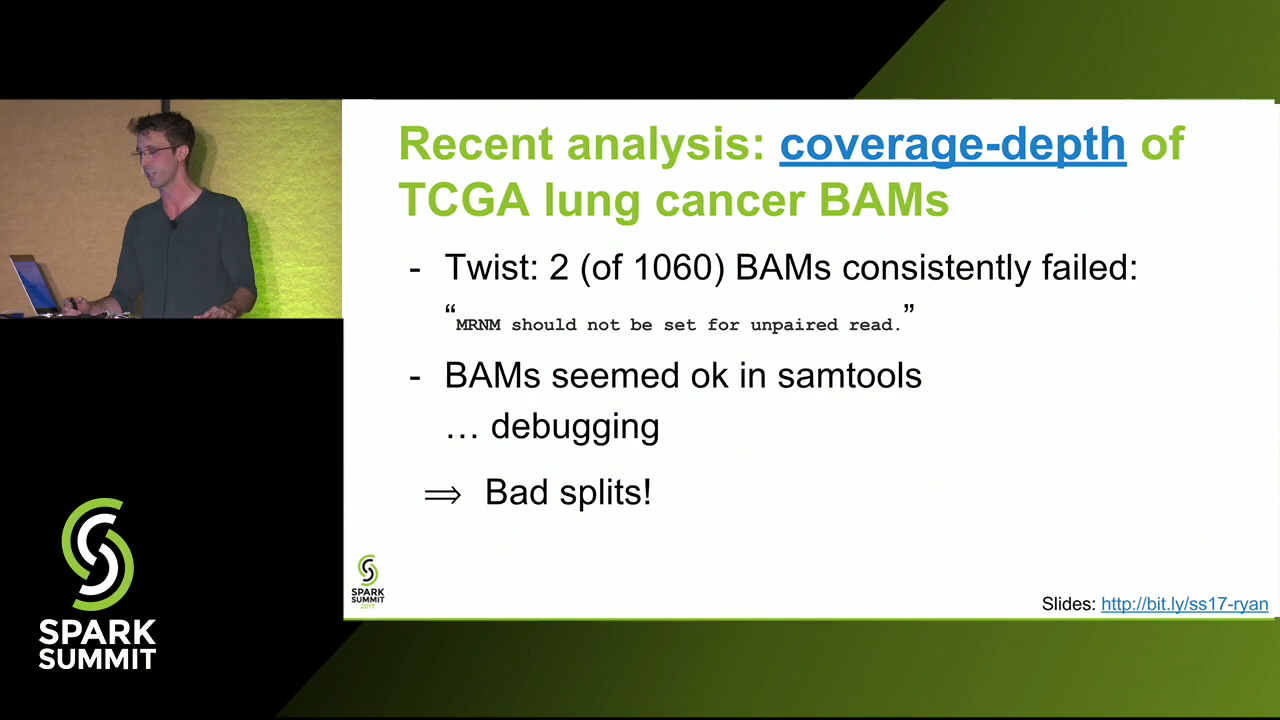 Recent analysis: coverage-depth of
TCGA lung cancer BAMs
- Twist: 2 (of 1060) BAMs consistently failed:
“MRNM should not be set for unpaired read.”
- BAMs seemed ok in samtools
… debugging
⟹ Bad splits!
SPARK
SUMMIT
2017
Slides: http://bit.ly/ss17-ryan
SPARK
SUMMIT